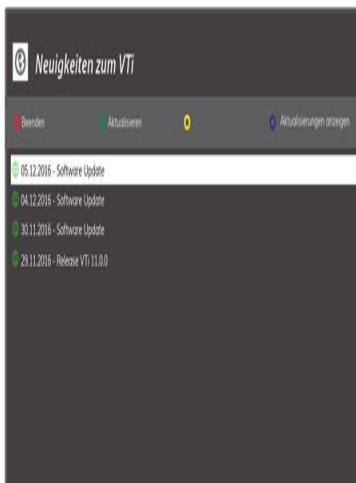 Neuigkeiten zum VTi
Beenden Aktualisieren Aktualisierungen anzeigen
05.12.2016 - Software Update
04.12.2016 - Software Update
30.11.2016 - Software Update
29.11.2016 - Release VTi 11.0.0